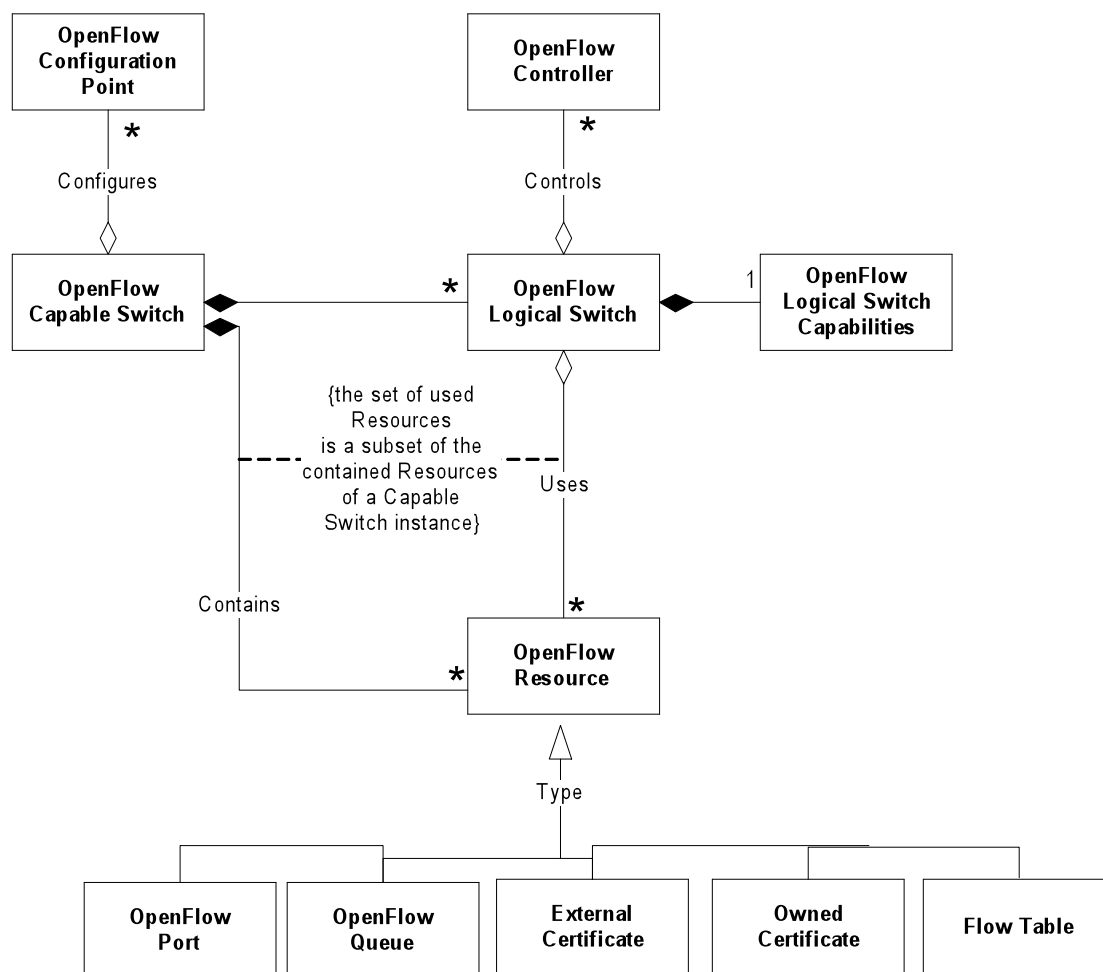 OpenFlow
Configuration
Point
OpenFlow
Controller
*
*
Configures
Controls
OpenFlow
Capable Switch
*
OpenFlow
Logical Switch
1
OpenFlow
Logical Switch
Capabilities
{the set of used
Resources
is a subset of the
contained Resources
of a Capable
Switch instance}
Uses
Contains
*
*
OpenFlow
Resource
Type
OpenFlow
Port
OpenFlow
Queue
External
Certificate
Owned
Certificate
Flow Table